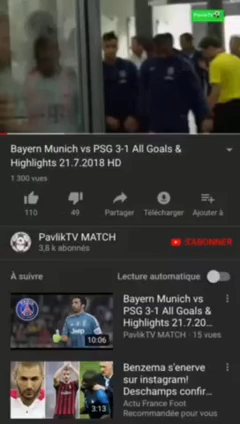 PavlikTV
Bayern Munich vs PSG 3-1 All Goals &
Highlights 21.7.2018 HD
1 300 vues
110
49
Partager
Télécharger
Ajouter à
PavlikTV MATCH
3,8 k abonnés
S'ABONNER
À suivre
Lecture automatique
10:06
Bayern Munich vs
PSG 3-1 All Goals &
Highlights 21.7.20...
PavlikTV MATCH · 15 vues
3:13
Benzema s'enerve
sur instagram!
Deschamps confir...
Actu France Foot
Recommandée pour vous